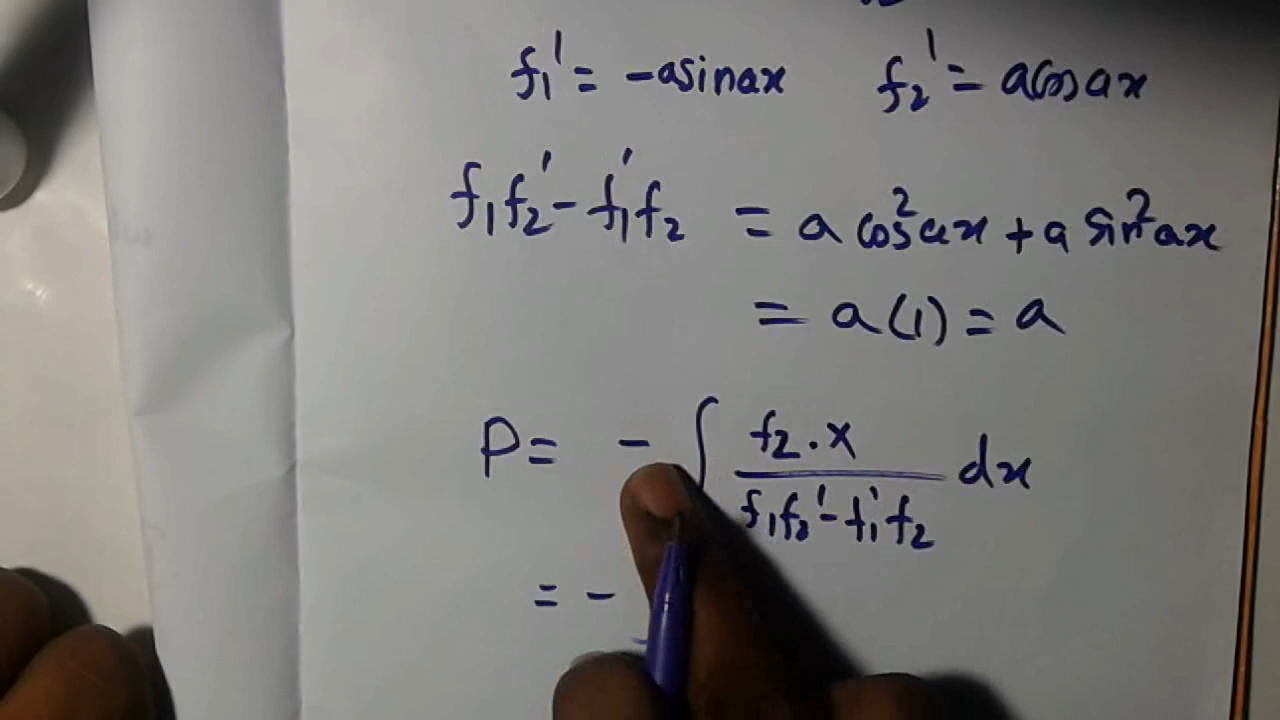 f₁' = -asinax f₂' = acosax
f₁f₂' - f₁'f₂ = a cos²ax + a sin²ax
= a(1) = a
P = - ∫ f₂·x / f₁f₂' - f₁'f₂ dx
= -